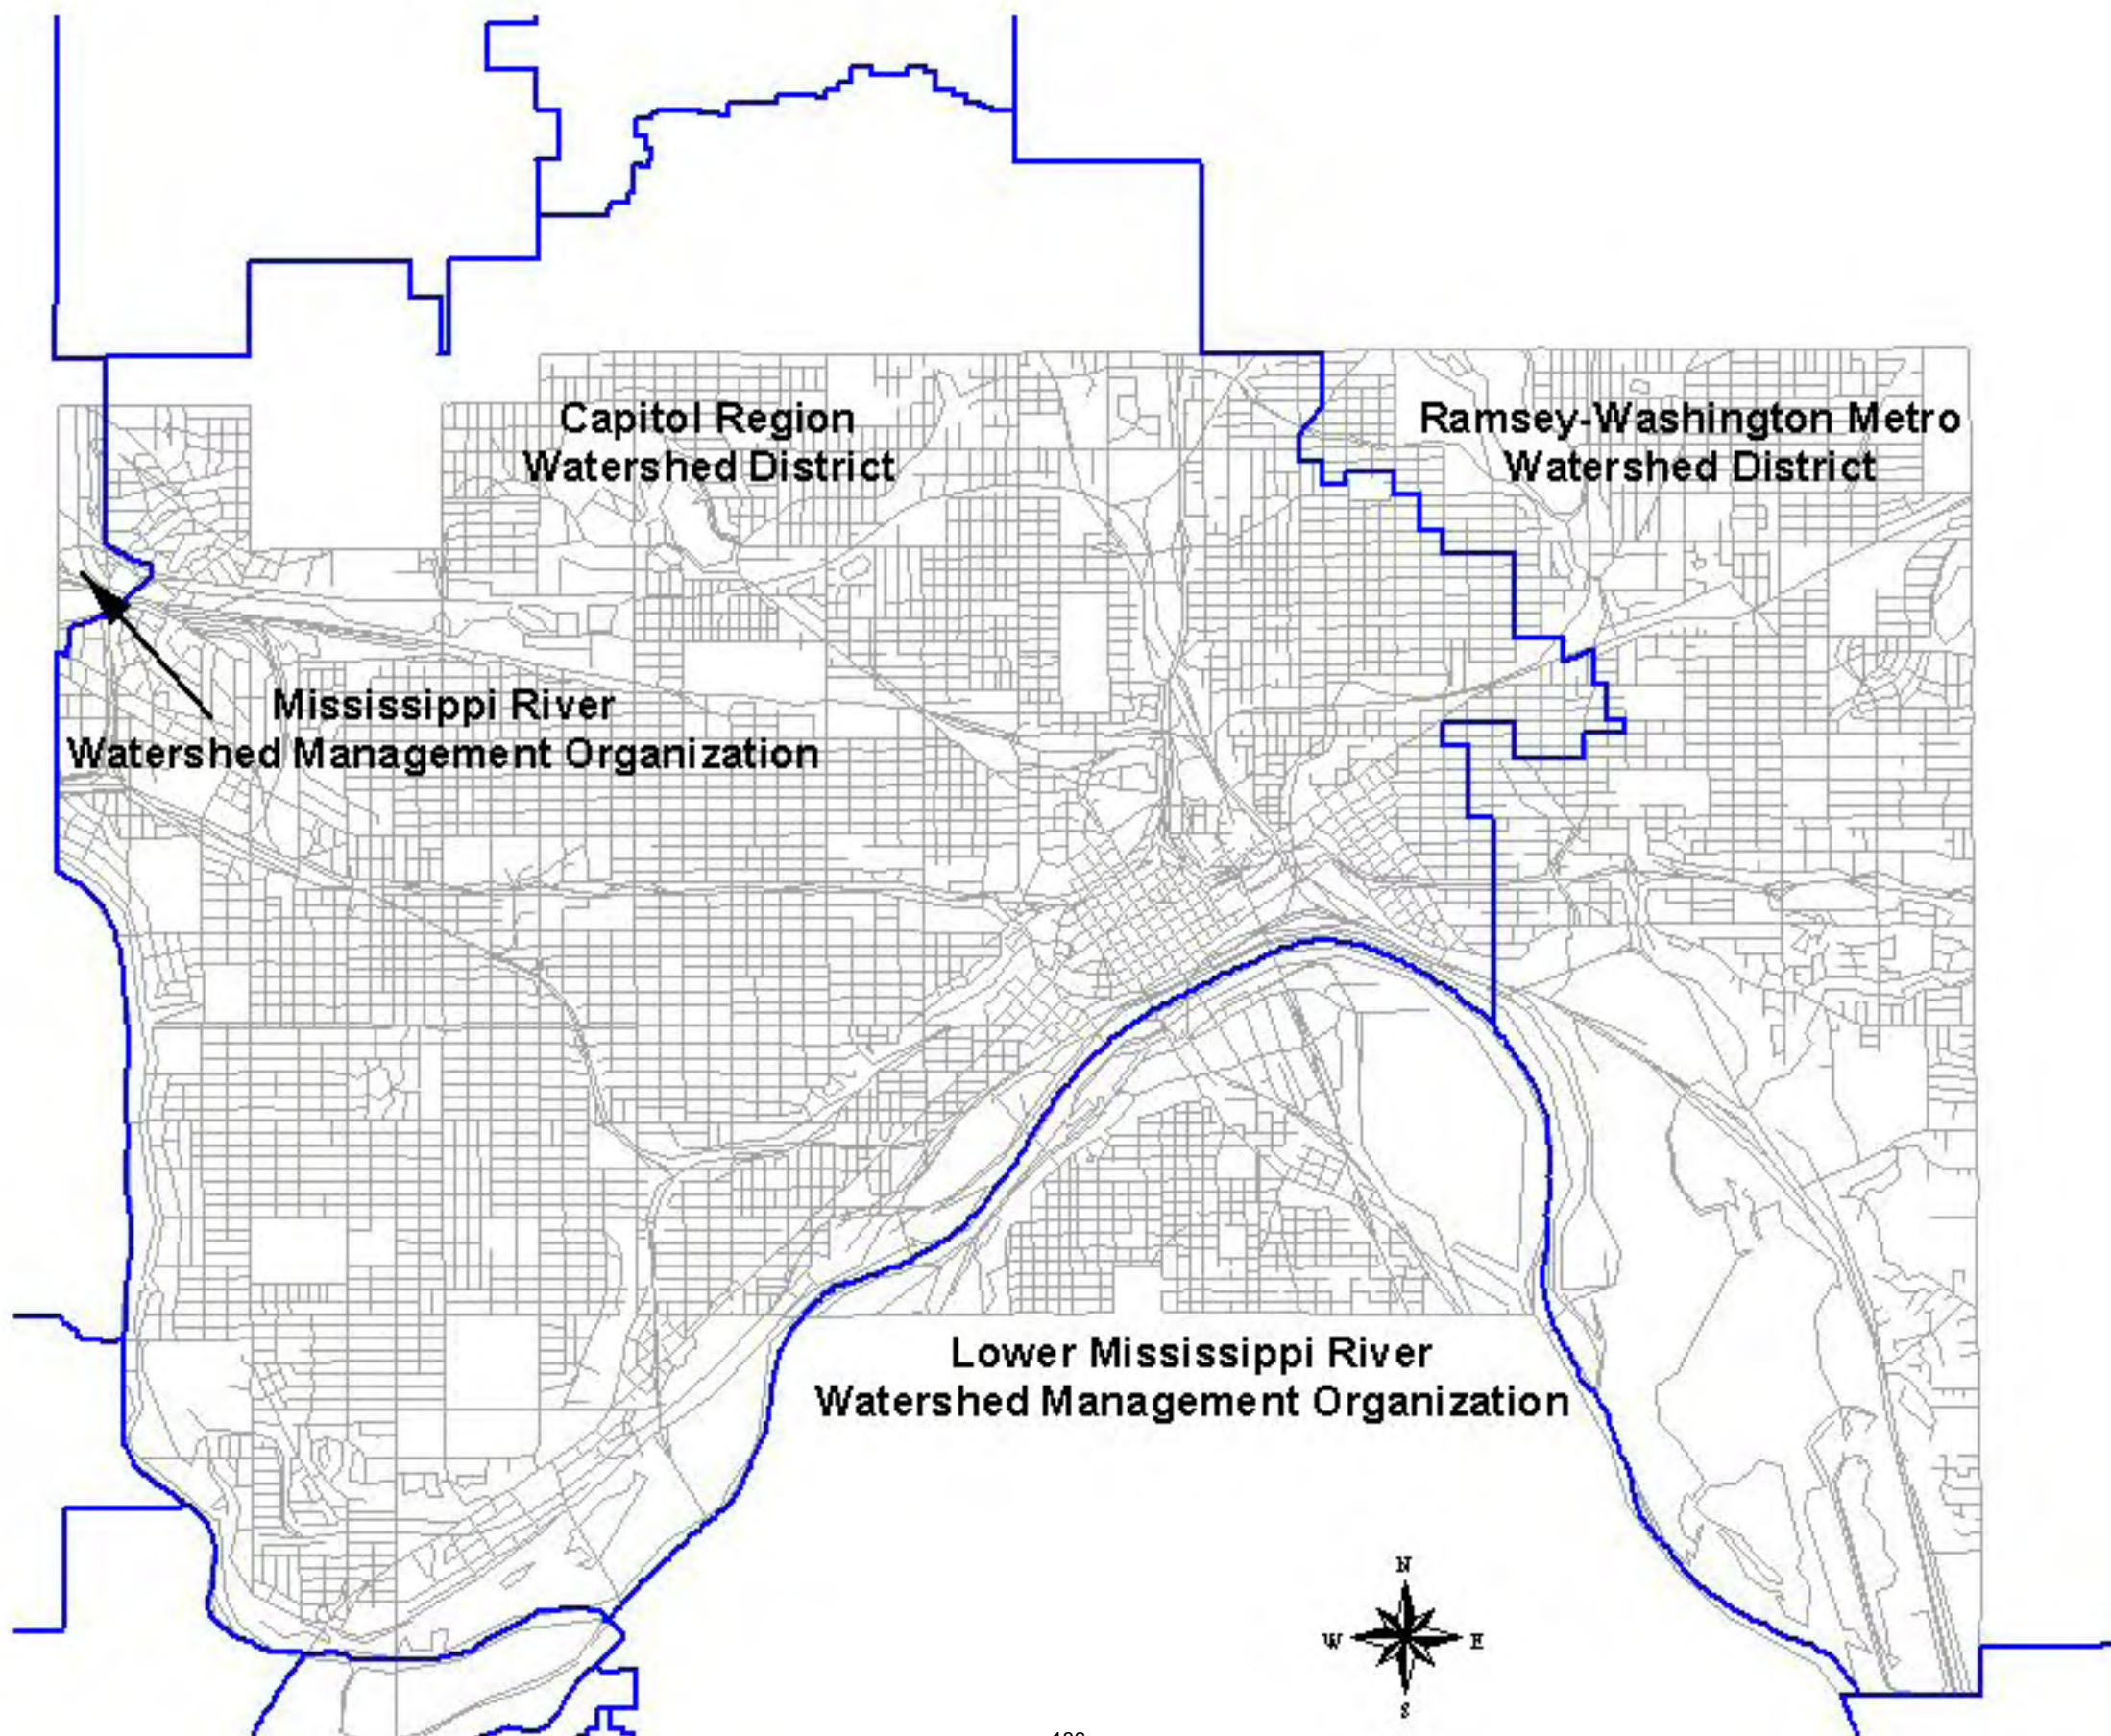 Capitol Region
Watershed District
Ramsey-Washington Metro
Watershed District
Mississippi River
Watershed Management Organization
Lower Mississippi River
Watershed Management Organization
N
W E
S